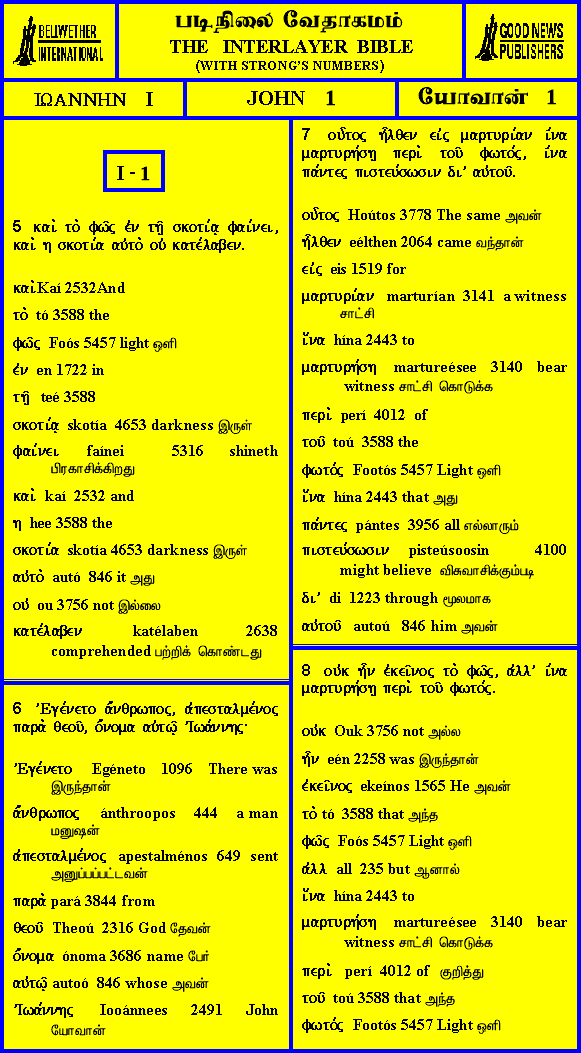 BELLWETHER
INTERNATIONAL
படிநிலை வேதாகமம்
THE INTERLAYER BIBLE
(WITH STRONG'S NUMBERS)
GOOD NEWS
PUBLISHERS
ΙΩΑΝΝΗΝ I
JOHN 1
யோவான் 1
I - 1
5 καὶ τὸ φῶς ἐν τῇ σκοτίᾳ φαίνει,
καὶ η σκοτία αὐτὸ οὐ κατέλαβεν.
καὶ Kaí 2532And
τὸ tó 3588 the
φῶς Foós 5457 light ஒளி
ἐν en 1722 in
τῇ teé 3588
σκοτίᾳ skotía 4653 darkness இருள்
φαίνει faínei 5316 shineth
பிரகாசிக்கிறது
καὶ kaí 2532 and
η hee 3588 the
σκοτία skotía 4653 darkness இருள்
αὐτὸ autó 846 it அது
οὐ ou 3756 not இல்லை
κατέλαβεν katélaben 2638
comprehended பற்றிக் கொண்டது
6 Ἐγένετο ἄνθρωπος, ἀπεσταλμένος
παρὰ θεοῦ, ὄνομα αὐτῷ Ἰωάννης·
Ἐγένετο Egéneto 1096 There was
இருந்தான்
ἄνθρωπος ánthroopos 444 a man
மனுஷன்
ἀπεσταλμένος apestalménos 649 sent
அனுப்பப்பட்டவன்
παρὰ pará 3844 from
θεοῦ Theoú 2316 God தேவன்
ὄνομα ónoma 3686 name பேர்
αὐτῷ autoó 846 whose அவன்
Ἰωάννης Iooánnees 2491 John
யோவான்
7 οὗτος ἦλθεν εἰς μαρτυρίαν ἵνα
μαρτυρήσῃ περὶ τοῦ φωτός, ἵνα
πάντες πιστεύσωσιν δι' αὐτοῦ.
οὗτος Hoútos 3778 The same அவன்
ἦλθεν eélthen 2064 came வந்தான்
εἰς eis 1519 for
μαρτυρίαν marturían 3141 a witness
சாட்சி
ἵνα hína 2443 to
μαρτυρήσῃ martureésee 3140 bear
witness சாட்சி கொடுக்க
περὶ perí 4012 of
τοῦ toú 3588 the
φωτός Footós 5457 Light ஒளி
ἵνα hína 2443 that அது
πάντες pántes 3956 all எல்லாரும்
πιστεύσωσιν pisteúsoosin 4100
might believe விசுவாசிக்கும்படி
δι' di 1223 through மூலமாக
αὐτοῦ autoú 846 him அவன்
8 οὐκ ἦν ἐκεῖνος τὸ φῶς, ἀλλ' ἵνα
μαρτυρήσῃ περὶ τοῦ φωτός.
οὐκ Ouk 3756 not அல்ல
ἦν eén 2258 was இருந்தான்
ἐκεῖνος ekeínos 1565 He அவன்
τὸ tó 3588 that அந்த
φῶς Foós 5457 Light ஒளி
ἀλλ all 235 but ஆனால்
ἵνα hína 2443 to
μαρτυρήσῃ martureésee 3140 bear
witness சாட்சி கொடுக்க
περὶ perí 4012 of குறித்து
τοῦ toú 3588 that அந்த
φωτός Footós 5457 Light ஒளி